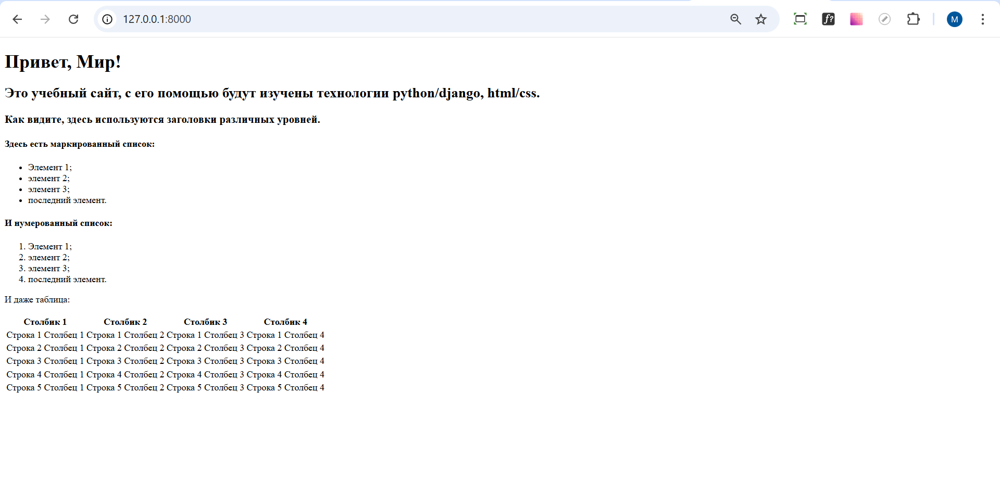 127.0.0.1:8000
f?
M
Привет, Мир!
Это учебный сайт, с его помощью будут изучены технологии python/django, html/css.
Как видите, здесь используются заголовки различных уровней.
Здесь есть маркированный список:
• Элемент 1;
• элемент 2;
• элемент 3;
• последний элемент.
И нумерованный список:
1. Элемент 1;
2. элемент 2;
3. элемент 3;
4. последний элемент.
И даже таблица:
Столбик 1 Столбик 2 Столбик 3 Столбик 4
Строка 1 Столбец 1 Строка 1 Столбец 2 Строка 1 Столбец 3 Строка 1 Столбец 4
Строка 2 Столбец 1 Строка 2 Столбец 2 Строка 2 Столбец 3 Строка 2 Столбец 4
Строка 3 Столбец 1 Строка 3 Столбец 2 Строка 3 Столбец 3 Строка 3 Столбец 4
Строка 4 Столбец 1 Строка 4 Столбец 2 Строка 4 Столбец 3 Строка 4 Столбец 4
Строка 5 Столбец 1 Строка 5 Столбец 2 Строка 5 Столбец 3 Строка 5 Столбец 4